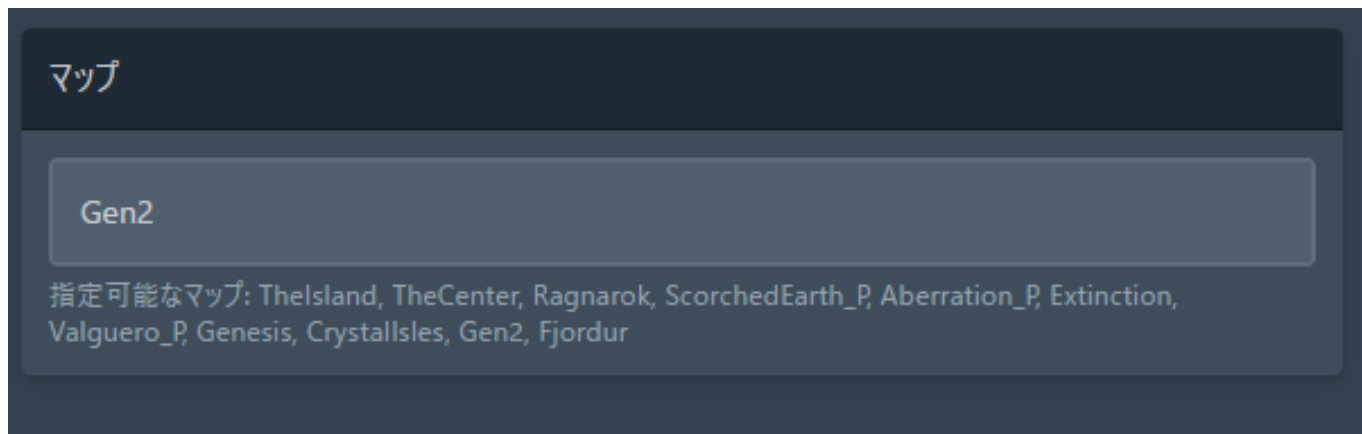 マップ
Gen2
指定可能なマップ: TheIsland, TheCenter, Ragnarok, ScorchedEarth_P, Aberration_P, Extinction,
Valguero_P, Genesis, CrystalIsles, Gen2, Fjordur